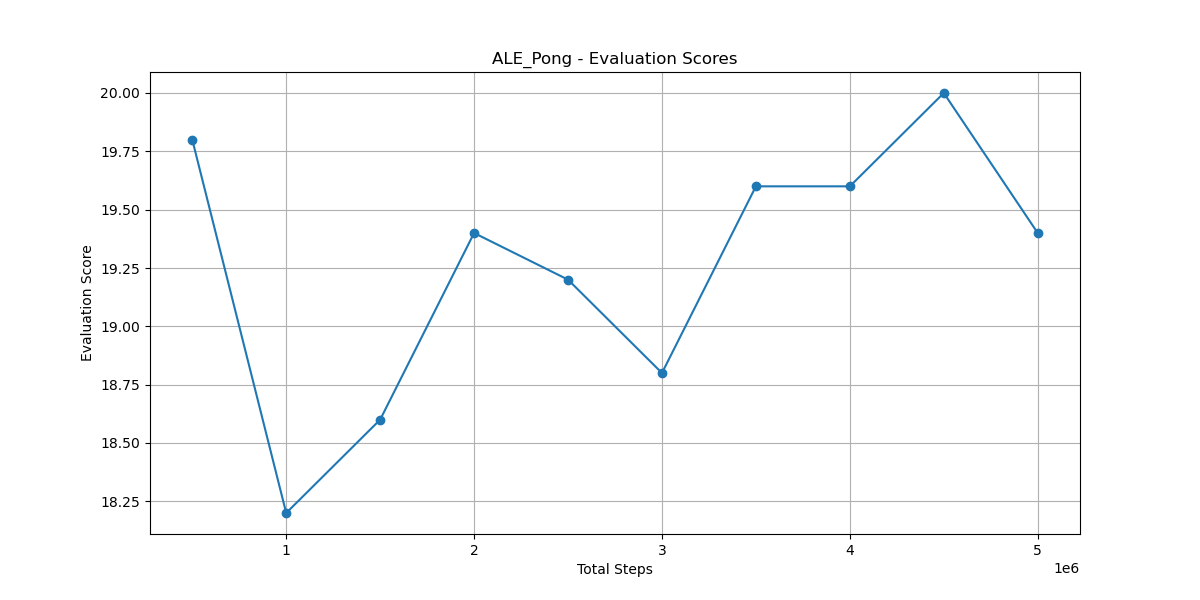 ALE_Pong - Evaluation Scores
20.00
19.75
19.50
19.25
19.00
18.75
18.50
18.25
Evaluation Score
1 2 3 4 5
Total Steps
1e6